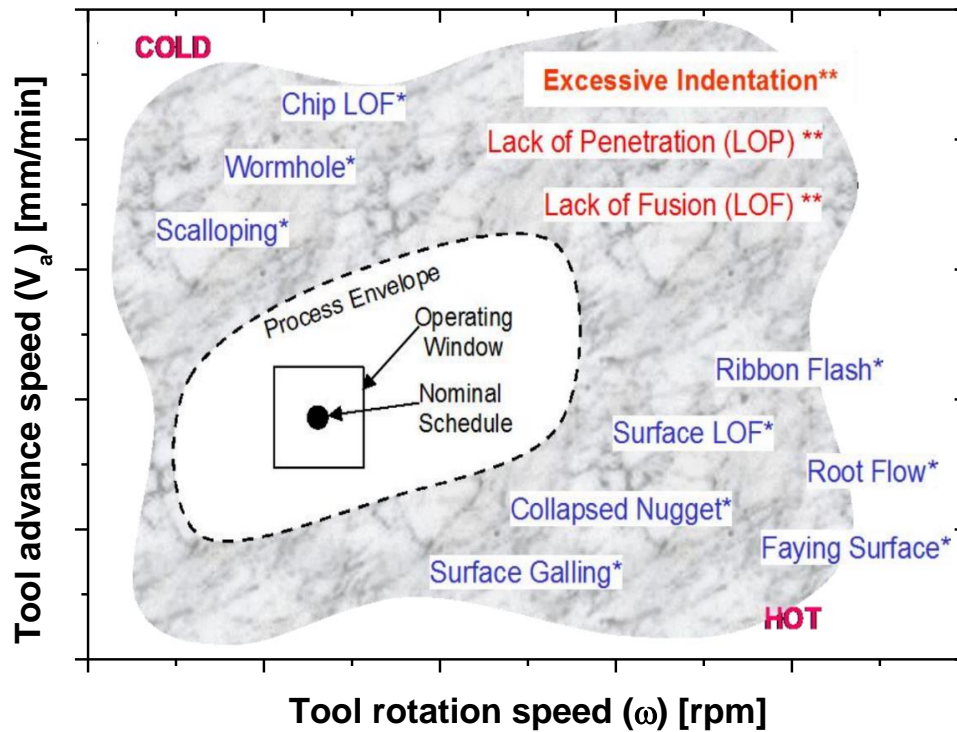 COLD
Excessive Indentation**
Chip LOF*
Lack of Penetration (LOP) **
Wormhole*
Lack of Fusion (LOF) **
Scalloping*
Process Envelope
Operating
Window
Nominal
Schedule
Ribbon Flash*
Surface LOF*
Root Flow*
Collapsed Nugget*
Faying Surface*
Surface Galling*
HOT
Tool advance speed (Va) [mm/min]
Tool rotation speed (ω) [rpm]